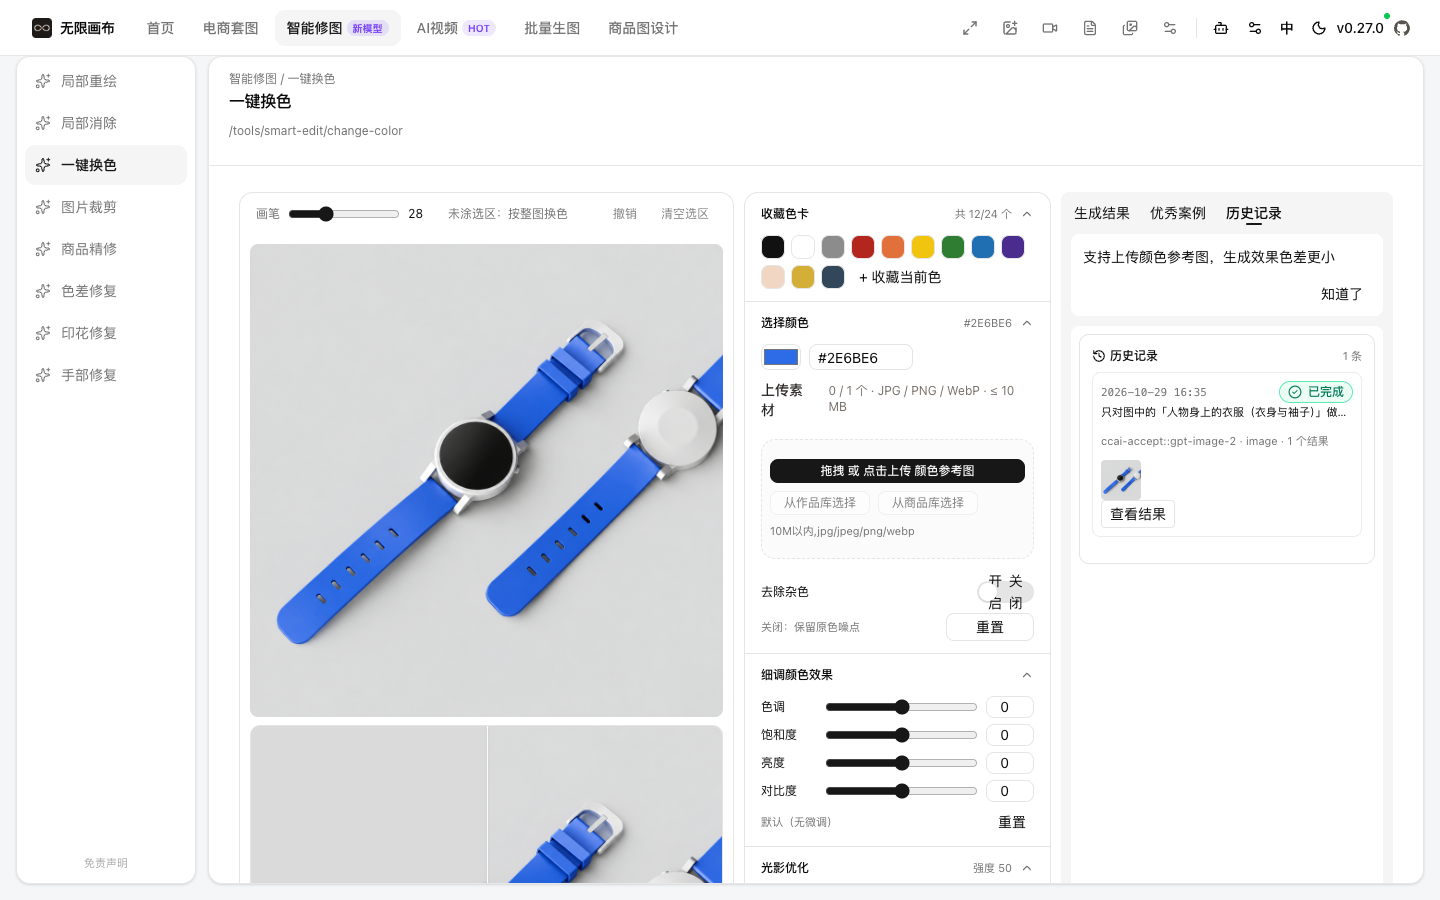 无限画布
首页
电商套图
智能修图 新模型
AI视频 HOT
批量生图
商品图设计
中
v0.27.0
局部重绘
局部消除
一键换色
图片裁剪
商品精修
色差修复
印花修复
手部修复
免责声明
智能修图 / 一键换色
一键换色
/tools/smart-edit/change-color
画笔 28 未涂选区：按整图换色 撤销 清空选区
收藏色卡 共 12/24 个
+ 收藏当前色
选择颜色 #2E6BE6
#2E6BE6
上传素材
0 / 1 个 · JPG / PNG / WebP · ≤ 10 MB
拖拽 或 点击上传 颜色参考图
从作品库选择 从商品库选择
10M以内,jpg/jpeg/png/webp
去除杂色 开启 关闭
关闭：保留原色噪点 重置
细调颜色效果
色调 0
饱和度 0
亮度 0
对比度 0
默认（无微调） 重置
光影优化 强度 50
生成结果 优秀案例 历史记录
支持上传颜色参考图，生成效果色差更小
知道了
历史记录 1 条
2026-10-29 16:35 已完成
只对图中的「人物身上的衣服（衣身与袖子）」做...
ccai-accept::gpt-image-2 · image · 1 个结果
查看结果